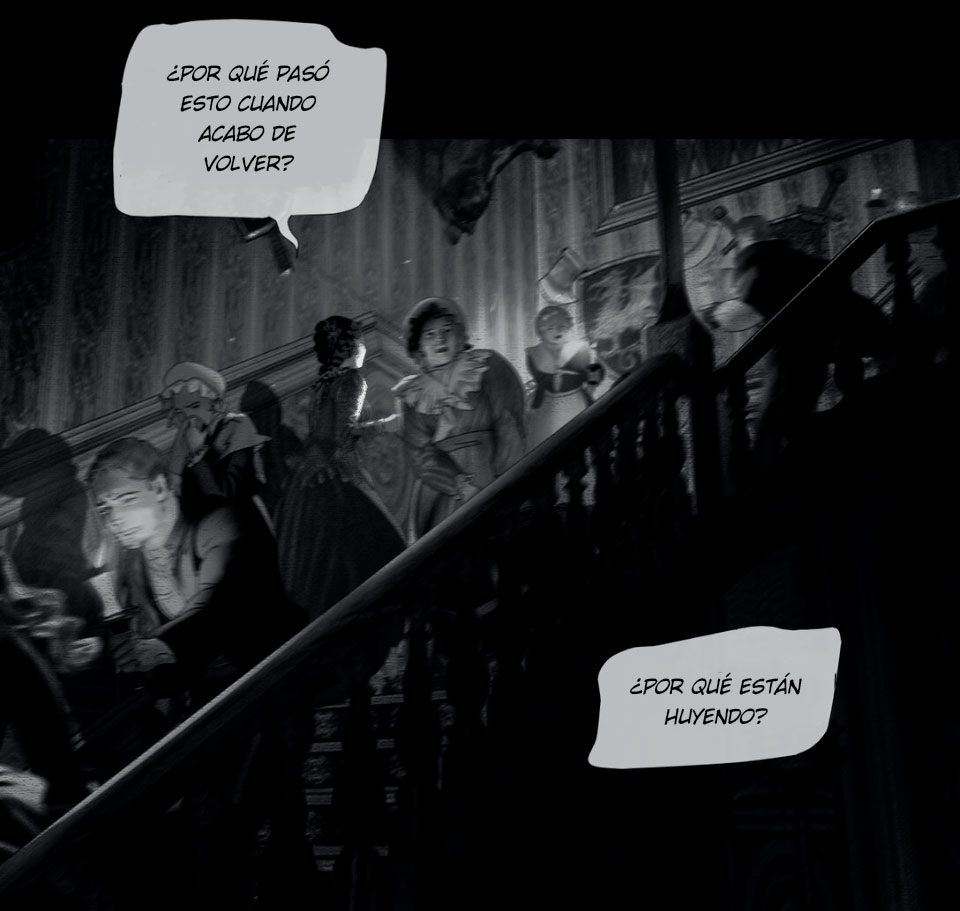 ¿POR QUÉ PASÓ
ESTO CUANDO
ACABO DE
VOLVER?
¿POR QUÉ ESTÁN
HUYENDO?